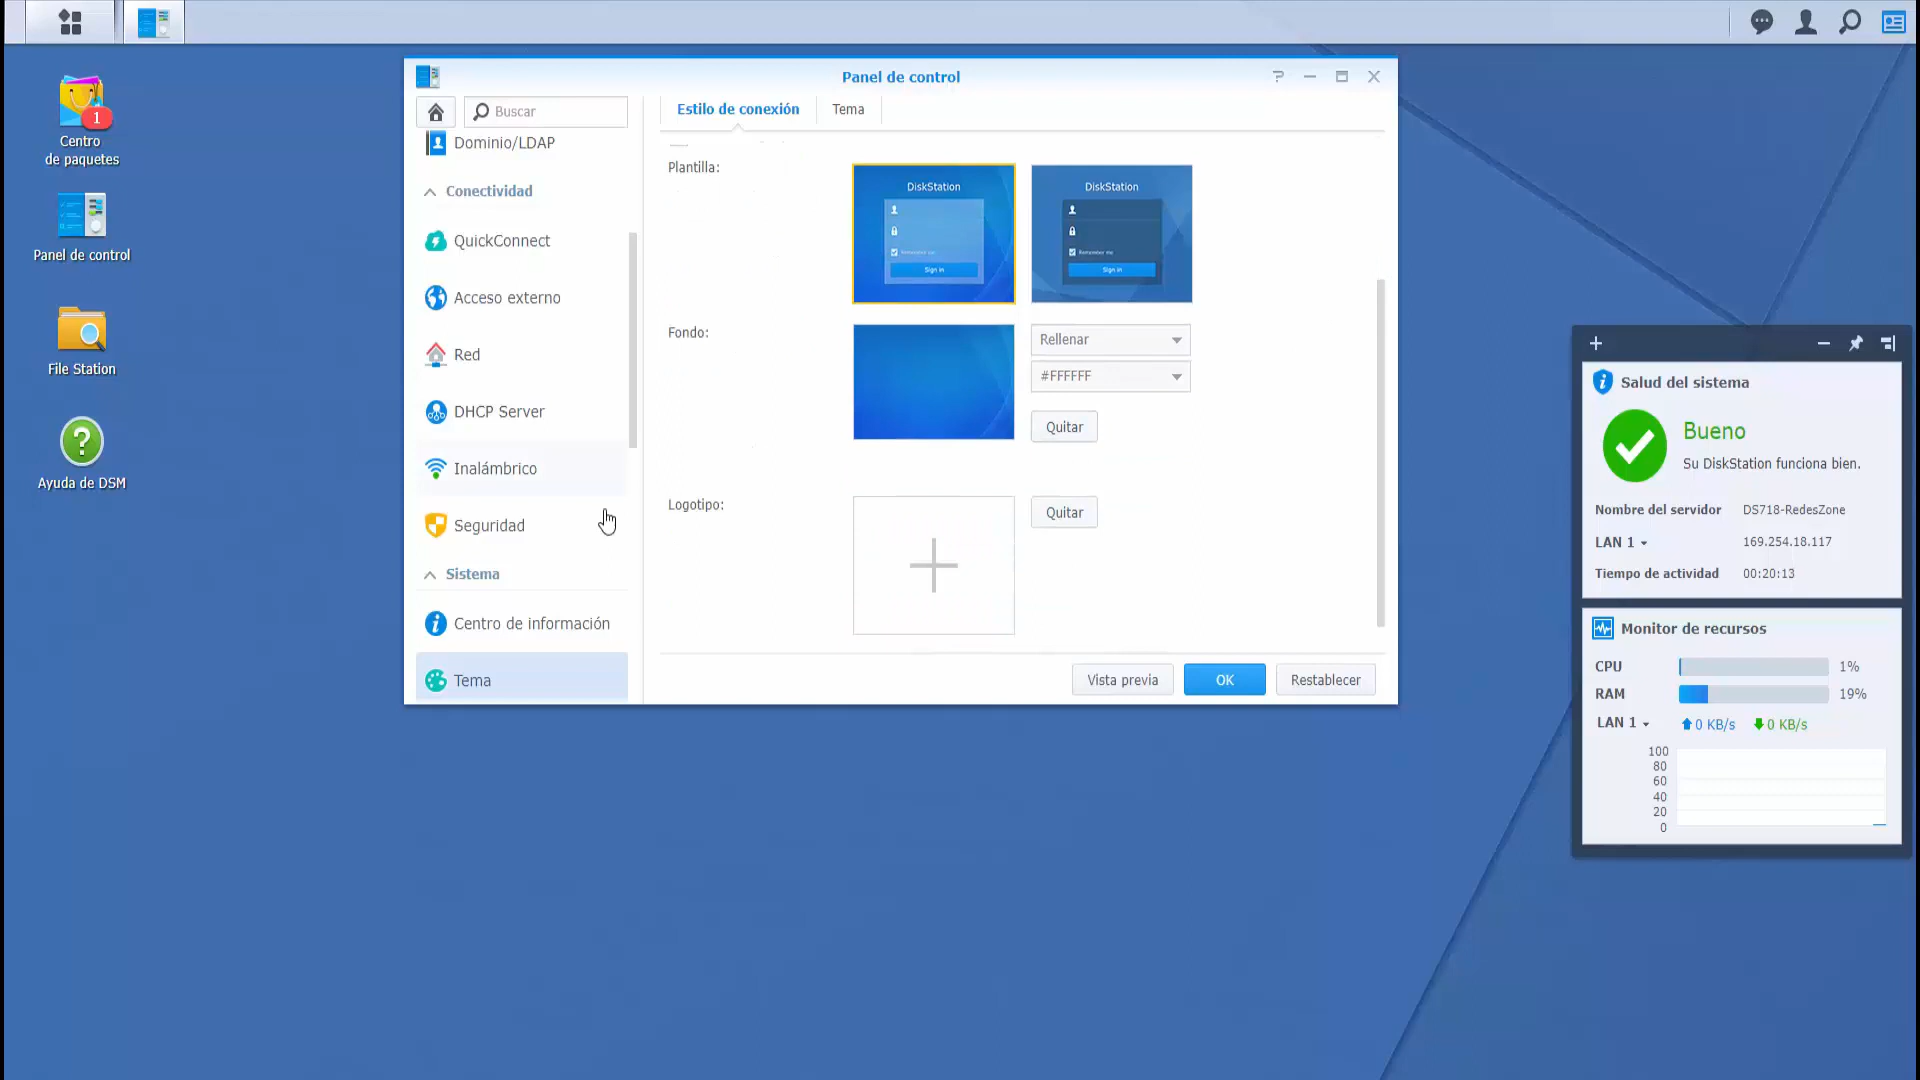 Centro
de paquetes
1
Panel de control
File Station
Ayuda de DSM
Panel de control
Buscar
Dominio/LDAP
Conectividad
QuickConnect
Acceso externo
Red
DHCP Server
Inalámbrico
Seguridad
Sistema
Centro de información
Tema
Estilo de conexión
Tema
Plantilla:
DiskStation
Remember me
Sign in
DiskStation
Remember me
Sign in
Fondo:
Rellenar
#FFFFFF
Quitar
Logotipo:
Quitar
Vista previa
OK
Restablecer
Salud del sistema
Bueno
Su DiskStation funciona bien.
Nombre del servidor DS718-RedesZone
LAN 1 169.254.18.117
Tiempo de actividad 00:20:13
Monitor de recursos
CPU 1%
RAM 19%
LAN 1 0 KB/s 0 KB/s
100
80
60
40
20
0